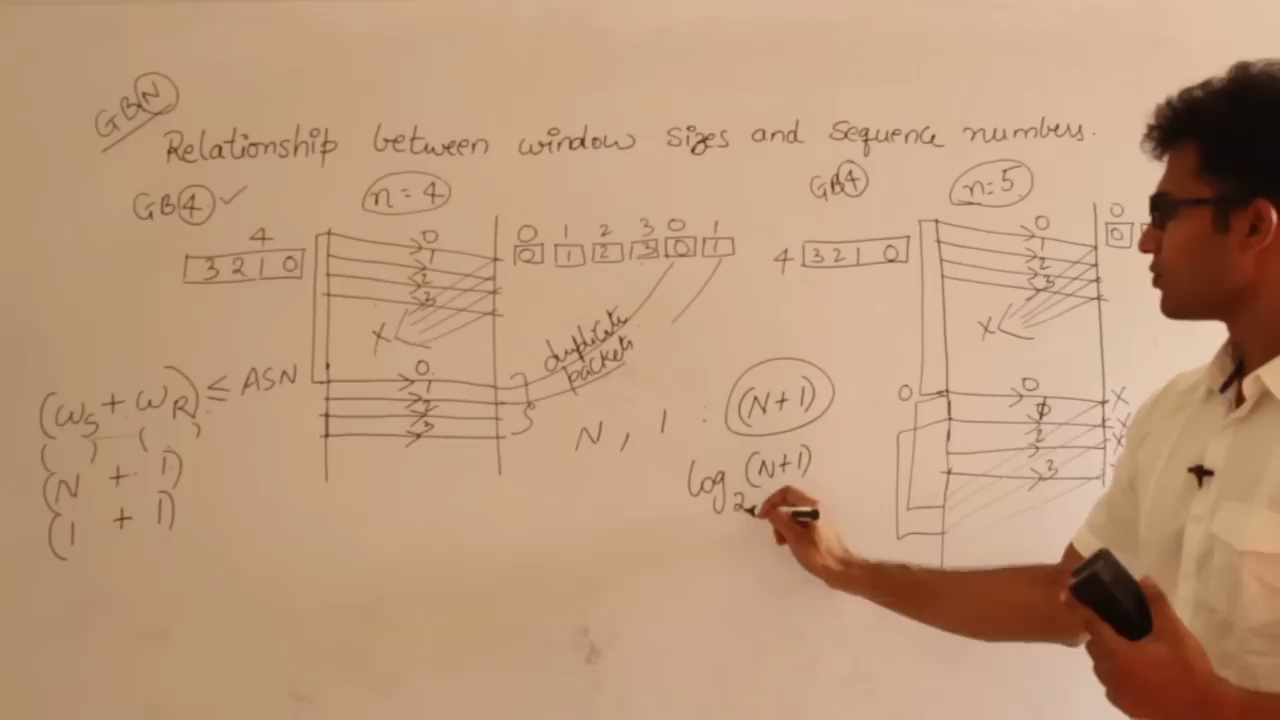 GBN
Relationship between window sizes and sequence numbers.
GB4 ✓
n=4
4
3 2 1 0
0 1 2 3 0 1
0 1 2 3 0 1
0
1
2
3
X
0
1
2
3
duplicate
packets
(WS + WR) ≤ ASN
( ) ( )
(N + 1)
(1 + 1)
N, 1 : (N+1)
log2 (N+1)
GB4
n=5
4 3 2 1 0
0
0
0
1
2
3
X
0
0
2
3
X
X
X